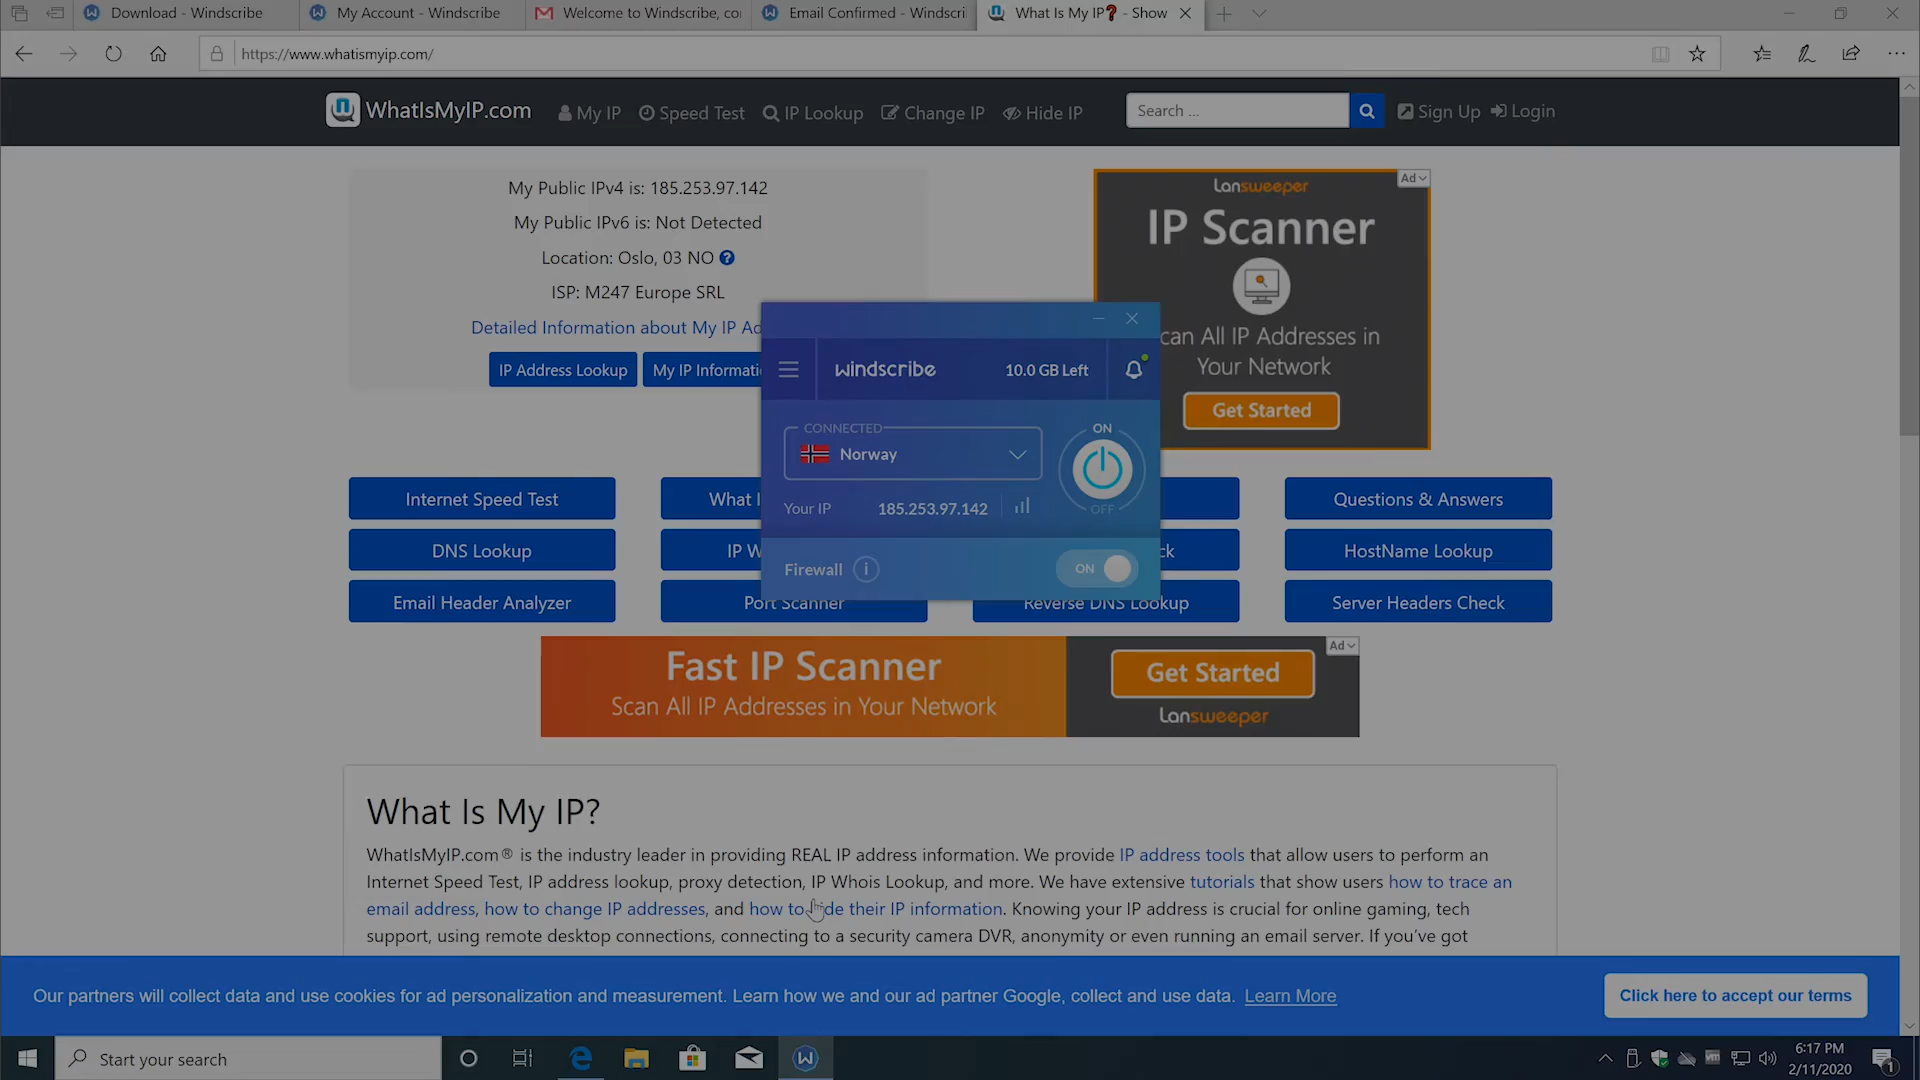 Download - Windscribe
My Account - Windscribe
Welcome to Windscribe, co
Email Confirmed - Windscri
What Is My IP❓ - Show
https://www.whatismyip.com/
WhatIsMyIP.com
My IP
Speed Test
IP Lookup
Change IP
Hide IP
Search ...
Sign Up
Login
My Public IPv4 is: 185.253.97.142
My Public IPv6 is: Not Detected
Location: Oslo, 03 NO
ISP: M247 Europe SRL
Detailed Information about My IP Ad
IP Address Lookup
My IP Informati
Ad
Lansweeper
IP Scanner
can All IP Addresses in
Your Network
Get Started
windscribe
10.0 GB Left
CONNECTED
Norway
ON
OFF
Your IP
185.253.97.142
Firewall
ON
Internet Speed Test
What I
Questions & Answers
DNS Lookup
IP W
ck
HostName Lookup
Email Header Analyzer
Port Scanner
Reverse DNS Lookup
Server Headers Check
Fast IP Scanner
Scan All IP Addresses in Your Network
Get Started
Lansweeper
Ad
What Is My IP?
WhatIsMyIP.com® is the industry leader in providing REAL IP address information. We provide IP address tools that allow users to perform an
Internet Speed Test, IP address lookup, proxy detection, IP Whois Lookup, and more. We have extensive tutorials that show users how to trace an
email address, how to change IP addresses, and how to hide their IP information. Knowing your IP address is crucial for online gaming, tech
support, using remote desktop connections, connecting to a security camera DVR, anonymity or even running an email server. If you've got
Our partners will collect data and use cookies for ad personalization and measurement. Learn how we and our ad partner Google, collect and use data. Learn More
Click here to accept our terms
Start your search
6:17 PM
2/11/2020
1